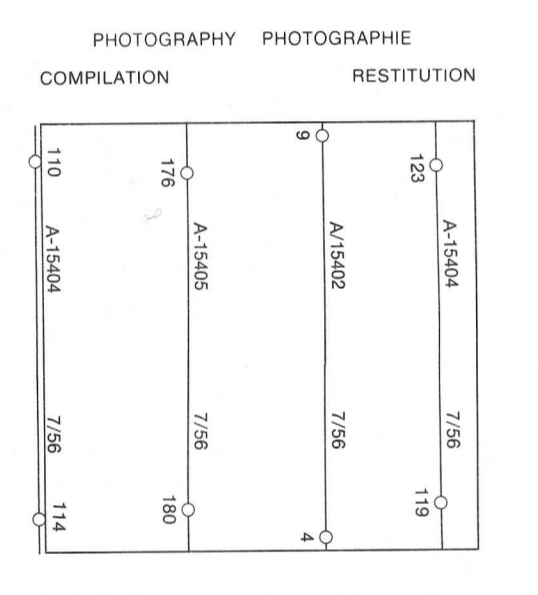 PHOTOGRAPHY PHOTOGRAPHIE
COMPILATION RESTITUTION
A-15404 7/56
123 119
A/15402 7/56
9 4
A-15405 7/56
176 180
110 A-15404 7/56 114